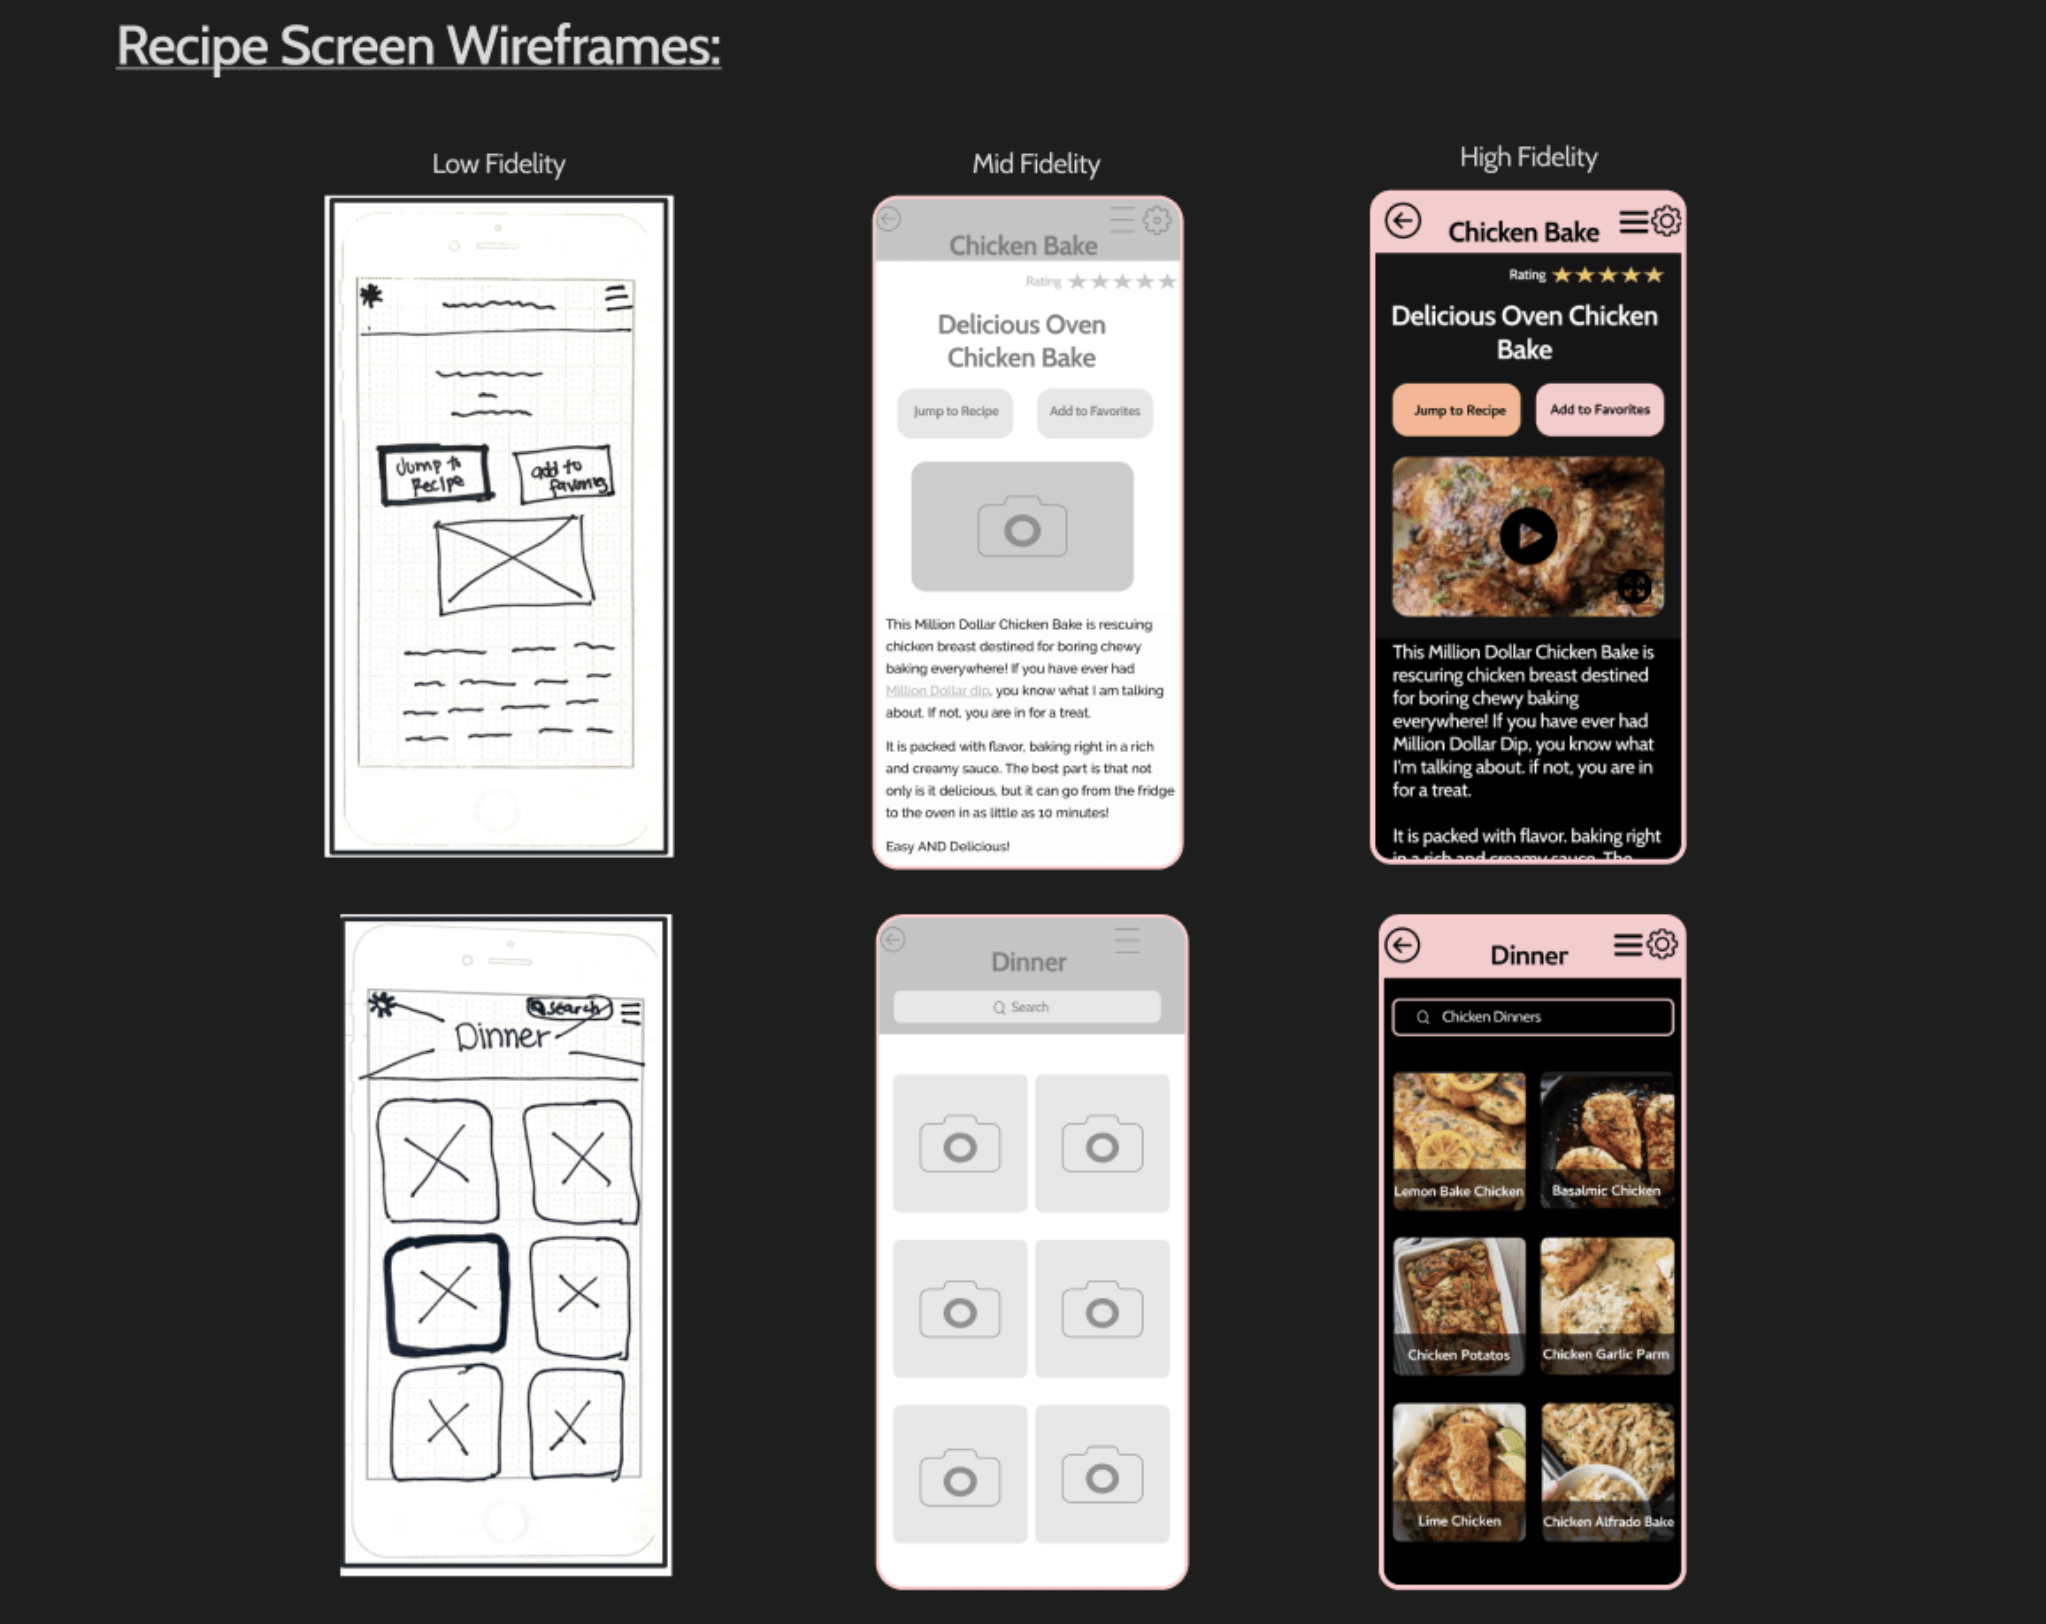 Recipe Screen Wireframes:
Low Fidelity
Mid Fidelity
High Fidelity
Jump to
Recipe
add to
favorites
Chicken Bake
Rating
Delicious Oven
Chicken Bake
Jump to Recipe
Add to Favorites
This Million Dollar Chicken Bake is rescuing
chicken breast destined for boring chewy
baking everywhere! If you have ever had
Million Dollar dip, you know what I am talking
about. If not, you are in for a treat.
It is packed with flavor, baking right in a rich
and creamy sauce. The best part is that not
only is it delicious, but it can go from the fridge
to the oven in as little as 10 minutes!
Easy AND Delicious!
Chicken Bake
Rating
Delicious Oven Chicken
Bake
Jump to Recipe
Add to Favorites
This Million Dollar Chicken Bake is
rescuring chicken breast destined
for boring chewy baking
everywhere! If you have ever had
Million Dollar Dip, you know what
I'm talking about. if not, you are in
for a treat.
It is packed with flavor. baking right
in a rich and creamy sauce. The
Search
Dinner
Dinner
Search
Dinner
Chicken Dinners
Lemon Bake Chicken
Basalmic Chicken
Chicken Potatos
Chicken Garlic Parm
Lime Chicken
Chicken Alfrado Bake